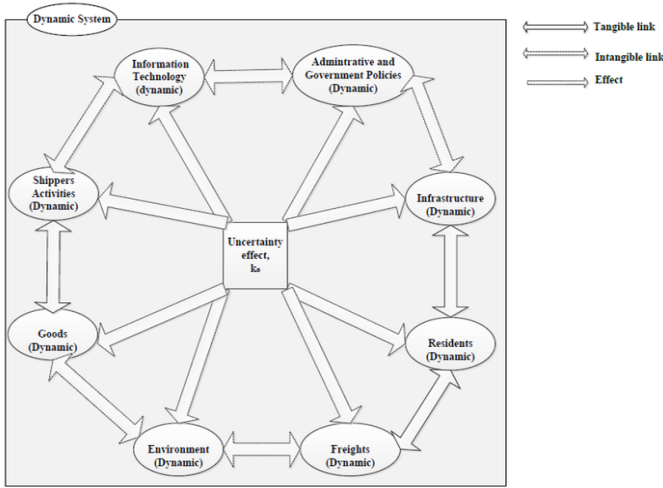 Dynamic System
Tangible link
Intangible link
Effect
Information
Technology
(dynamic)
Admintrative and
Government Policies
(Dynamic)
Shippers
Activities
(Dynamic)
Infrastructure
(Dynamic)
Uncertainty
effect,
kₒ
Goods
(Dynamic)
Residents
(Dynamic)
Environment
(Dynamic)
Freights
(Dynamic)